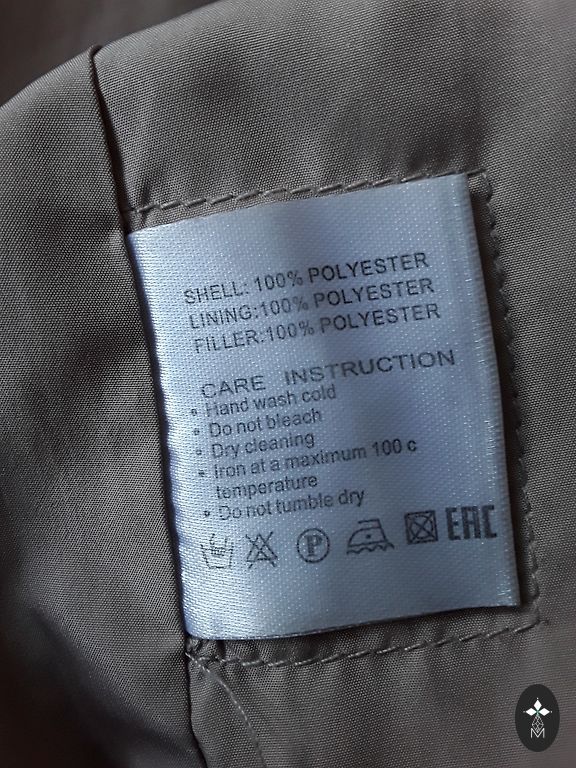 SHELL: 100% POLYESTER
LINING:100% POLYESTER
FILLER:100% POLYESTER
CARE INSTRUCTION
• Hand wash cold
• Do not bleach
• Dry cleaning
• Iron at a maximum 100 c
temperature
• Do not tumble dry
P EAC
M